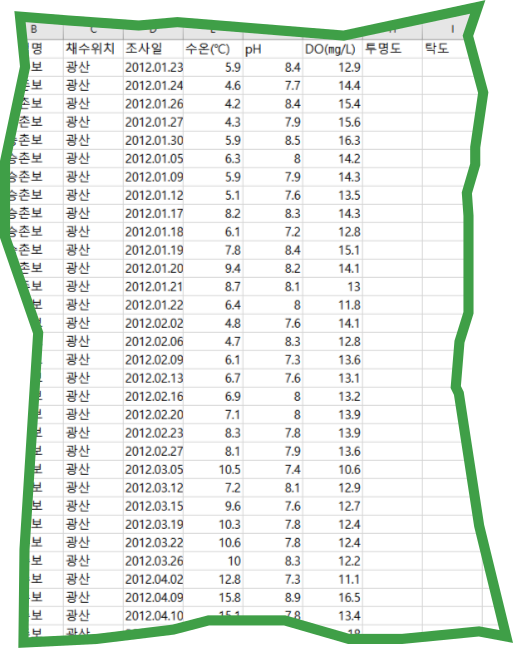 B C
명 채수위치 조사일 수온(℃) pH DO(mg/L) 투명도 탁도
보 광산 2012.01.23 5.9 8.4 12.9
보 광산 2012.01.24 4.6 7.7 14.4
촌보 광산 2012.01.26 4.2 8.4 15.4
촌보 광산 2012.01.27 4.3 7.9 15.6
촌보 광산 2012.01.30 5.9 8.5 16.3
승촌보 광산 2012.01.05 6.3 8 14.2
승촌보 광산 2012.01.09 5.9 7.9 14.3
승촌보 광산 2012.01.12 5.1 7.6 13.5
승촌보 광산 2012.01.17 8.2 8.3 14.3
승촌보 광산 2012.01.18 6.1 7.2 12.8
촌보 광산 2012.01.19 7.8 8.4 15.1
촌보 광산 2012.01.20 9.4 8.2 14.1
보 광산 2012.01.21 8.7 8.1 13
보 광산 2012.01.22 6.4 8 11.8
보 광산 2012.02.02 4.8 7.6 14.1
보 광산 2012.02.06 4.7 8.3 12.8
보 광산 2012.02.09 6.1 7.3 13.6
보 광산 2012.02.13 6.7 7.6 13.1
보 광산 2012.02.16 6.9 8 13.2
보 광산 2012.02.20 7.1 8 13.9
보 광산 2012.02.23 8.3 7.8 13.9
보 광산 2012.02.27 8.1 7.9 13.6
보 광산 2012.03.05 10.5 7.4 10.6
보 광산 2012.03.12 7.2 8.1 12.9
보 광산 2012.03.15 9.6 7.6 12.7
보 광산 2012.03.19 10.3 7.8 12.4
보 광산 2012.03.22 10.6 7.8 12.4
보 광산 2012.03.26 10 8.3 12.2
보 광산 2012.04.02 12.8 7.3 11.1
보 광산 2012.04.09 15.8 8.9 16.5
보 광산 2012.04.10 15.1 7.8 13.4
보 광산